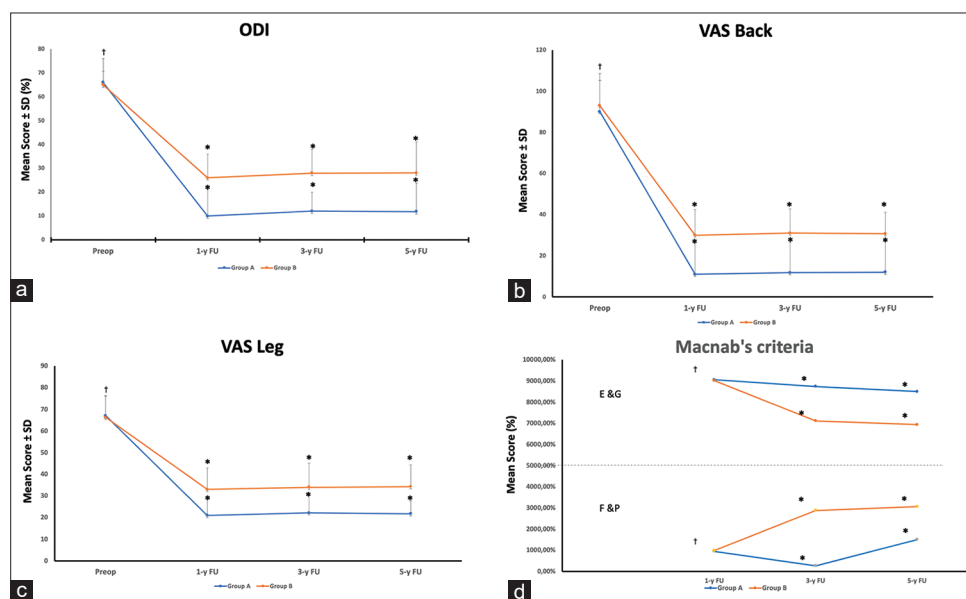 ODI
Mean Score ± SD (%)
80
70
60
50
40
30
20
10
0
†
*
*
*
*
*
*
Preop
1-y FU
3-y FU
5-y FU
Group A
Group B
a
VAS Back
Mean Score ± SD
120
100
80
60
40
20
0
†
*
*
*
*
*
*
Preop
1-y FU
3-y FU
5-y FU
Group A
Group B
b
VAS Leg
Mean Score ± SD
90
80
70
60
50
40
30
20
10
0
†
*
*
*
*
*
*
Preop
1-y FU
3-y FU
5-y FU
Group A
Group B
c
Macnab's criteria
Mean Score (%)
10000,00%
9000,00%
8000,00%
7000,00%
6000,00%
5000,00%
4000,00%
3000,00%
2000,00%
1000,00%
0,00%
†
*
*
E &G
*
*
F &P
*
*
†
*
*
1-y FU
3-y FU
5-y FU
Group A
Group B
d